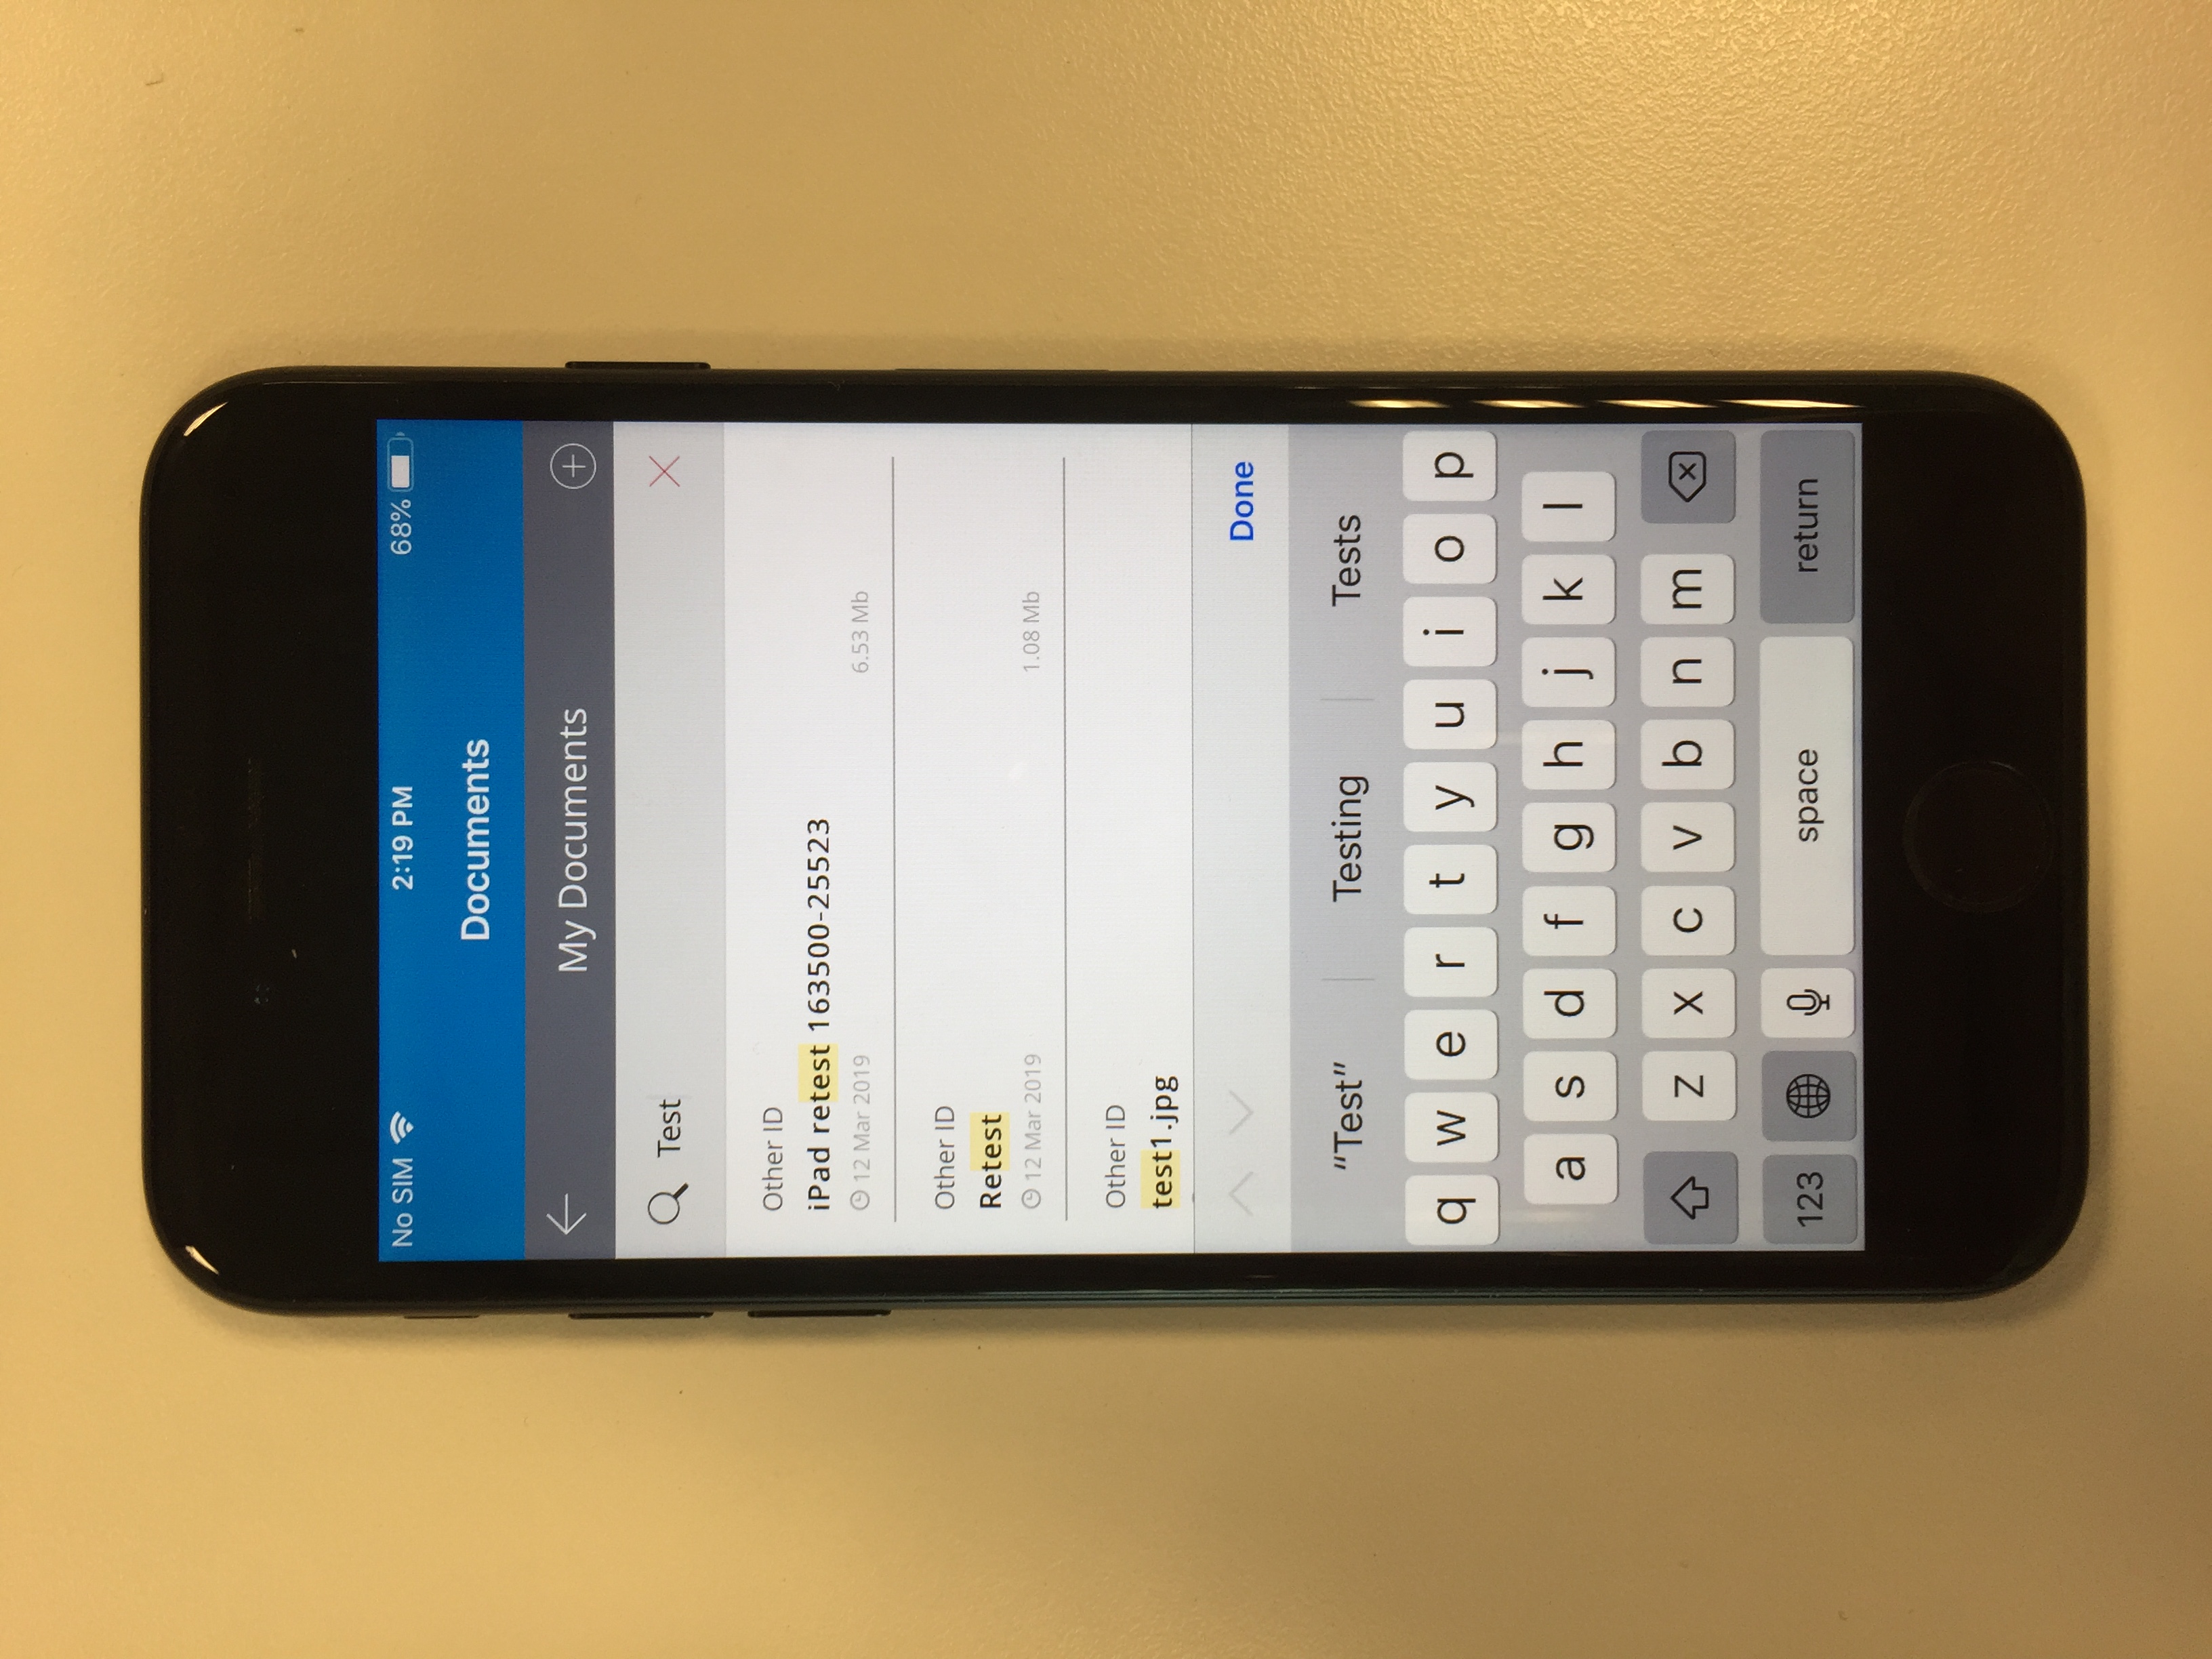 No SIM 2:19 PM 68%
Documents
My Documents
Test
Other ID
iPad retest 163500-25523
12 Mar 2019 6.53 Mb
Other ID
Retest
12 Mar 2019 1.08 Mb
Other ID
test1.jpg
Done
“Test” Testing Tests
q w e r t y u i o p
a s d f g h j k l
z x c v b n m
123 space return